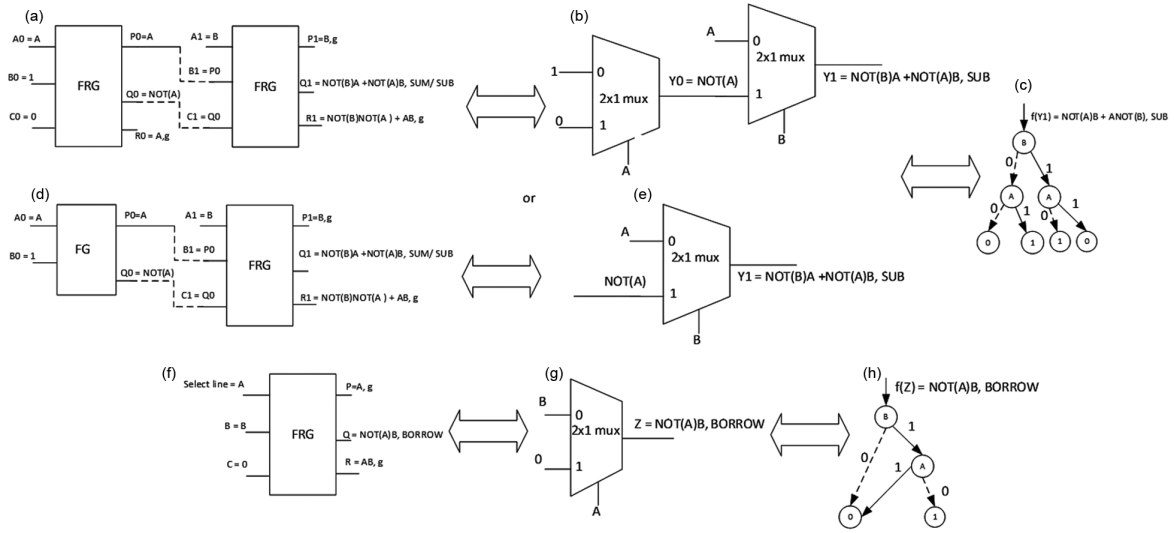 (a)
A0 = A
B0 = 1
C0 = 0
FRG
P0=A
Q0 = NOT(A)
R0 = A,g
A1 = B
B1 = P0
C1 = Q0
FRG
P1=B,g
Q1 = NOT(B)A +NOT(A)B, SUM/ SUB
R1 = NOT(B)NOT(A ) + AB, g
(b)
1
0
0
2x1 mux
1
A
Y0 = NOT(A)
A
0
2x1 mux
1
B
Y1 = NOT(B)A +NOT(A)B, SUB
(c)
f(Y1) = NOT(A)B + ANOT(B), SUB
B
0
1
A
A
0
1
0
1
0
1
1
0
(d)
A0 = A
B0 = 1
FG
P0=A
Q0 = NOT(A)
A1 = B
B1 = P0
C1 = Q0
FRG
P1=B,g
Q1 = NOT(B)A +NOT(A)B, SUM/ SUB
R1 = NOT(B)NOT(A ) + AB, g
or
(e)
A
0
2x1 mux
NOT(A)
1
B
Y1 = NOT(B)A +NOT(A)B, SUB
(f)
Select line = A
B = B
C = 0
FRG
P=A, g
Q = NOT(A)B, BORROW
R = AB, g
(g)
B
0
2x1 mux
0
1
A
Z = NOT(A)B, BORROW
(h)
f(Z) = NOT(A)B, BORROW
B
1
0
A
1
0
0
1